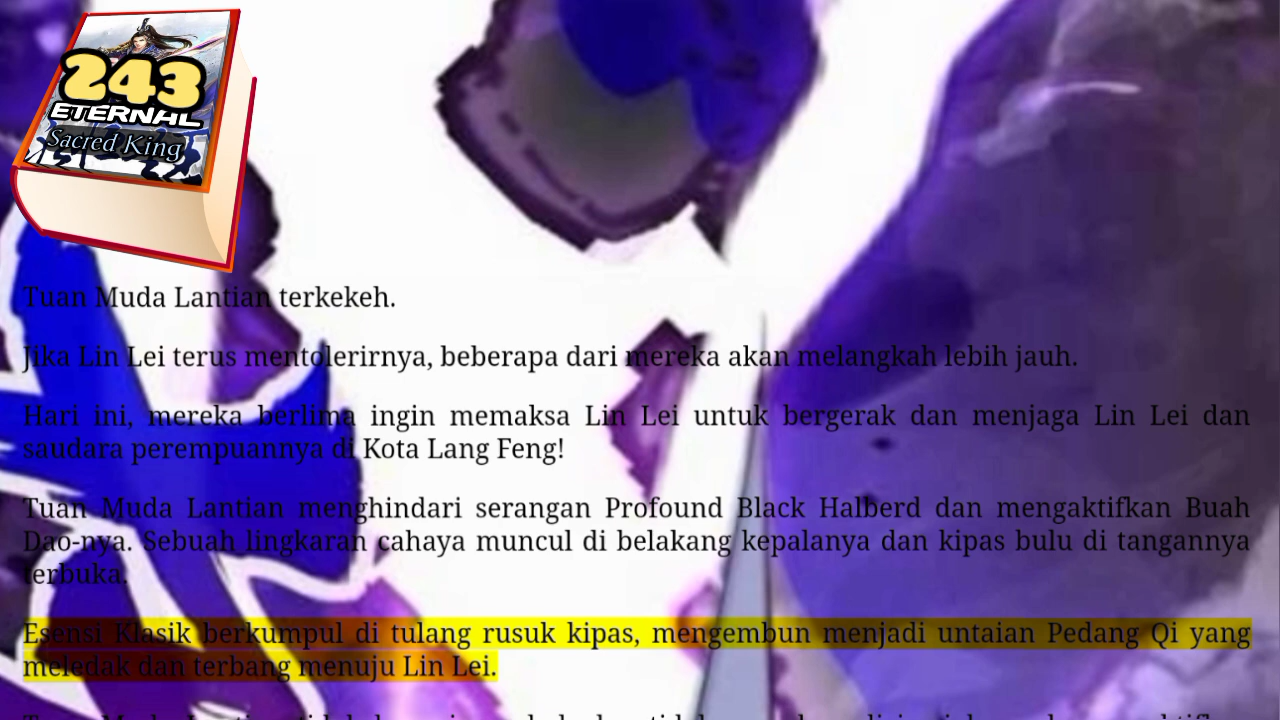 243
ETERNAL
Sacred King
Tuan Muda Lantian terkekeh.
Jika Lin Lei terus mentolerirnya, beberapa dari mereka akan melangkah lebih jauh.
Hari ini, mereka berlima ingin memaksa Lin Lei untuk bergerak dan menjaga Lin Lei dan
saudara perempuannya di Kota Lang Feng!
Tuan Muda Lantian menghindari serangan Profound Black Halberd dan mengaktifkan Buah
Dao-nya. Sebuah lingkaran cahaya muncul di belakang kepalanya dan kipas bulu di tangannya
terbuka.
Esensi Klasik berkumpul di tulang rusuk kipas, mengembun menjadi untaian Pedang Qi yang
meledak dan terbang menuju Lin Lei.